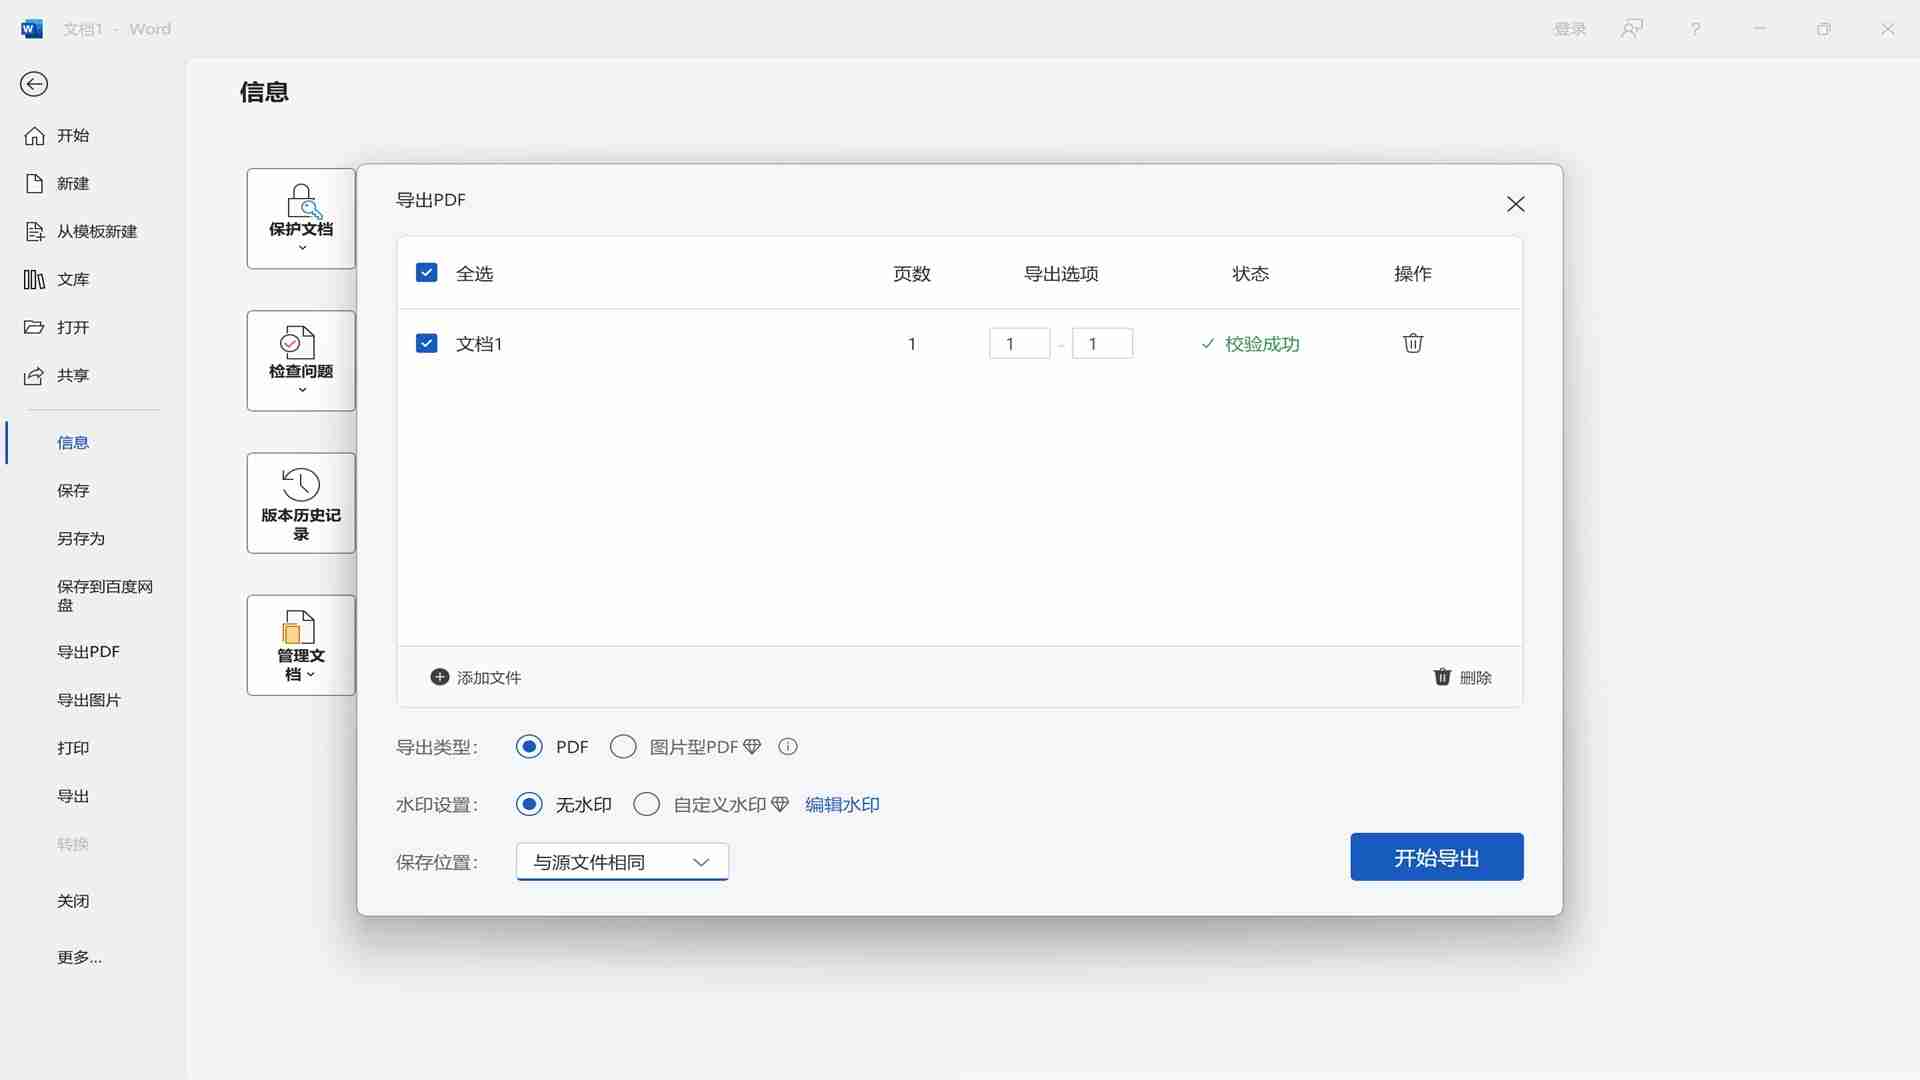 文档1 - Word
登录
信息
开始
新建
从模板新建
文库
打开
共享
信息
保存
另存为
保存到百度网
盘
导出PDF
导出图片
打印
导出
转换
关闭
更多...
保护文档
检查问题
版本历史记
录
管理文
档
导出PDF
全选 页数 导出选项 状态 操作
文档1 1 1 - 1 校验成功
添加文件 删除
导出类型： PDF 图片型PDF
水印设置： 无水印 自定义水印 编辑水印
保存位置： 与源文件相同
开始导出